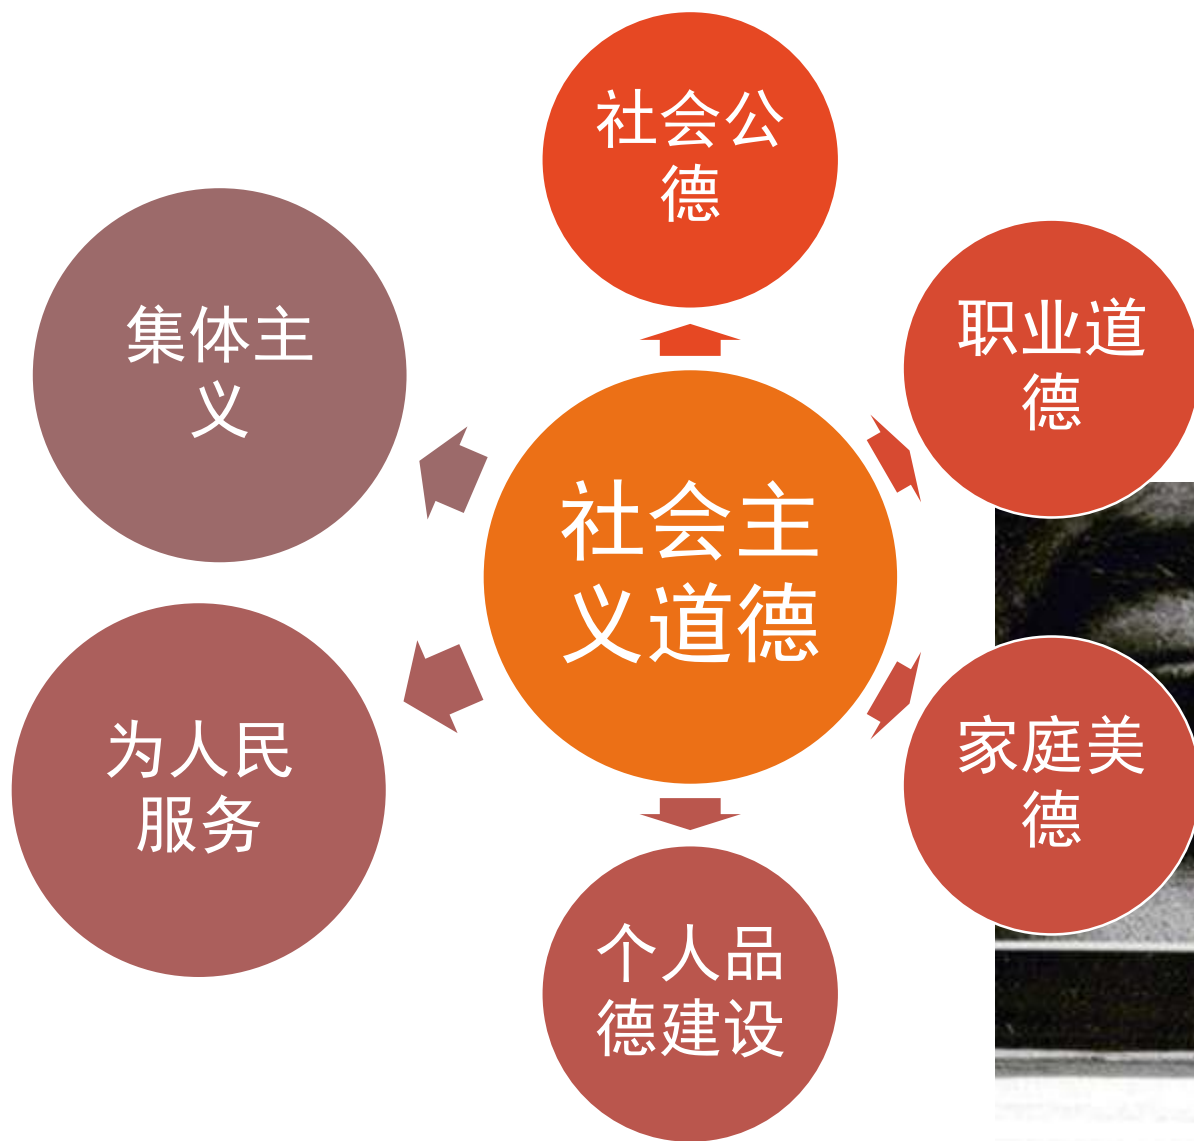 社会公
德
集体主
义
职业道
德
社会主
义道德
为人民
服务
家庭美
德
个人品
德建设